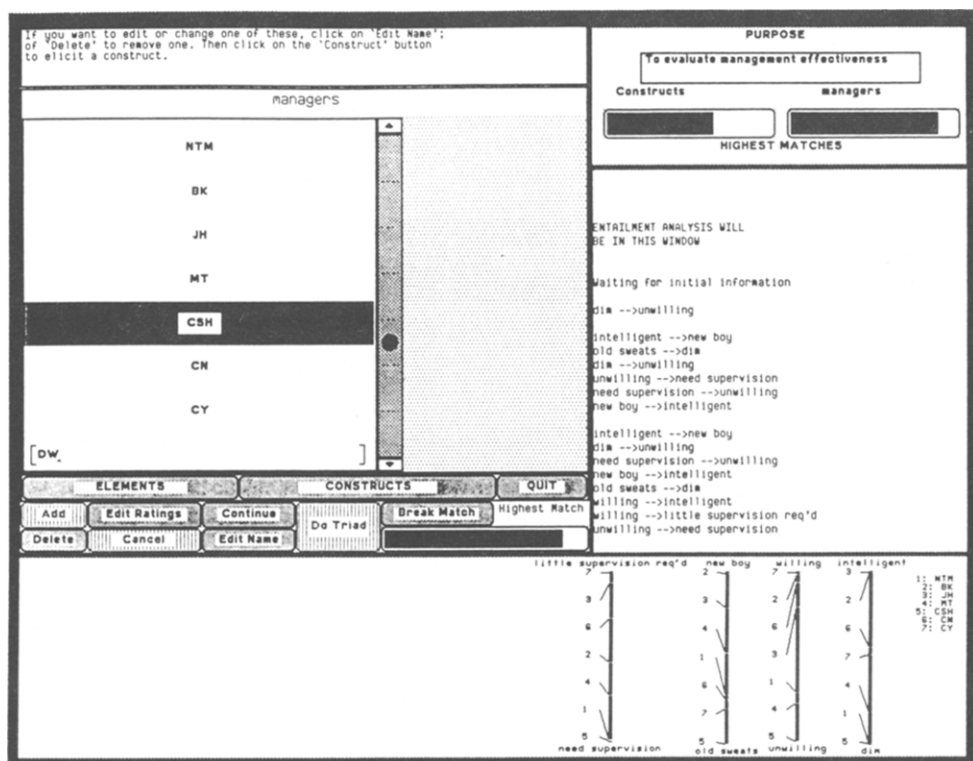 If you want to edit or change one of these, click on 'Edit Name';
of 'Delete' to remove one. Then click on the 'Construct' button
to elicit a construct.
managers
NTM
BK
JH
MT
CSH
CN
CY
[DW ]
ELEMENTS
CONSTRUCTS
QUIT
Add
Edit Ratings
Continue
Do Triad
Break Match
Highest Match
Delete
Cancel
Edit Name
PURPOSE
To evaluate management effectiveness
Constructs
managers
HIGHEST MATCHES
ENTAILMENT ANALYSIS WILL
BE IN THIS WINDOW
Waiting for initial information
dim -->unwilling
intelligent -->new boy
old sweats -->dim
dim -->unwilling
unwilling -->need supervision
need supervision -->unwilling
new boy -->intelligent
intelligent -->new boy
dim -->unwilling
need supervision -->unwilling
new boy -->intelligent
old sweats -->dim
willing -->intelligent
willing -->little supervision req'd
unwilling -->need supervision
little supervision req'd
7
3
6
2
4
1
5
need supervision
new boy
2
3
4
1
6
7
5
old sweats
willing
7
2
6
3
1
4
5
unwilling
intelligent
3
2
6
7
4
1
5
dim
1: NTM
2: BK
3: JH
4: MT
5: CSH
6: CN
7: CY